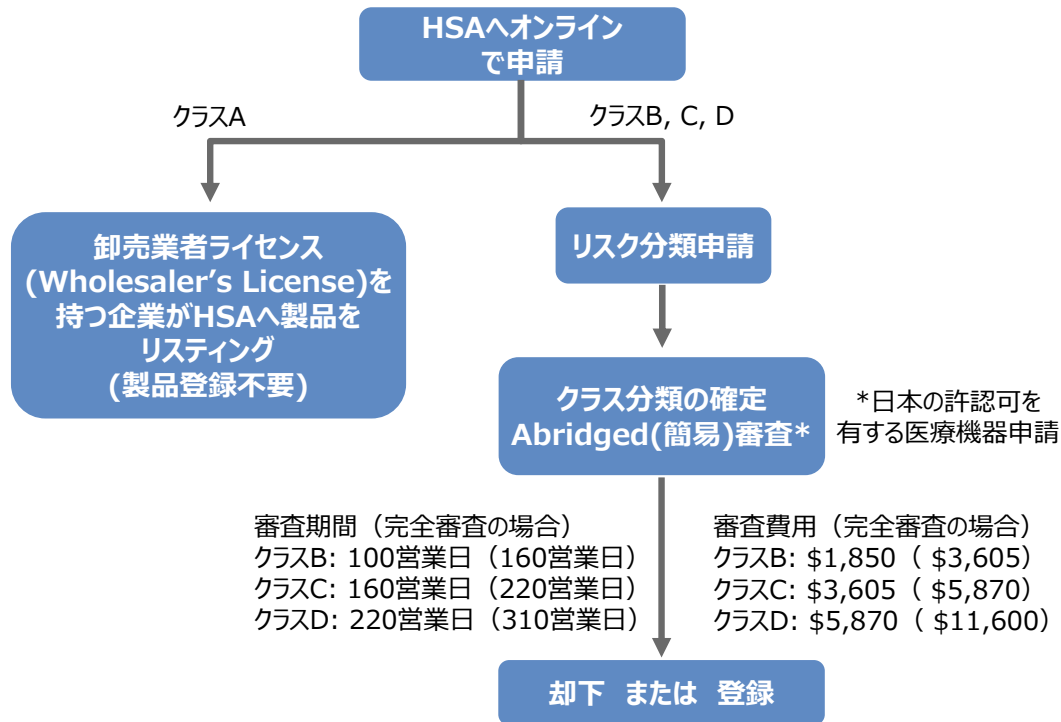 HSAへオンライン
で申請
クラスA
クラスB, C, D
卸売業者ライセンス
(Wholesaler’s License)を
持つ企業がHSAへ製品を
リスティング
(製品登録不要)
リスク分類申請
クラス分類の確定
Abridged(簡易)審査*
*日本の許認可を
有する医療機器申請
審査期間（完全審査の場合）
クラスB: 100営業日（160営業日）
クラスC: 160営業日（220営業日）
クラスD: 220営業日（310営業日）
審査費用（完全審査の場合）
クラスB: $1,850（ $3,605）
クラスC: $3,605（ $5,870）
クラスD: $5,870（ $11,600）
却下 または 登録